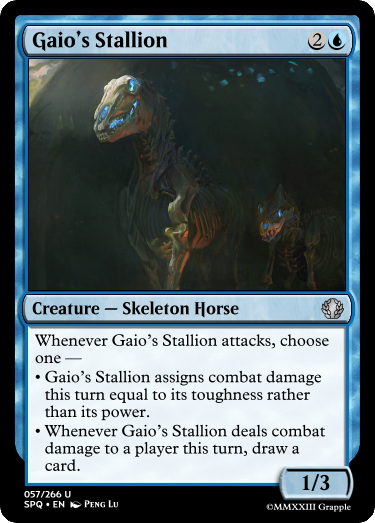 Gaio's Stallion 2
Creature — Skeleton Horse
Whenever Gaio's Stallion attacks, choose
one —
• Gaio's Stallion assigns combat damage
this turn equal to its toughness rather
than its power.
• Whenever Gaio's Stallion deals combat
damage to a player this turn, draw a
card.
1/3
057/266 U
SPQ • EN Peng Lu
©MMXXIII Grapple